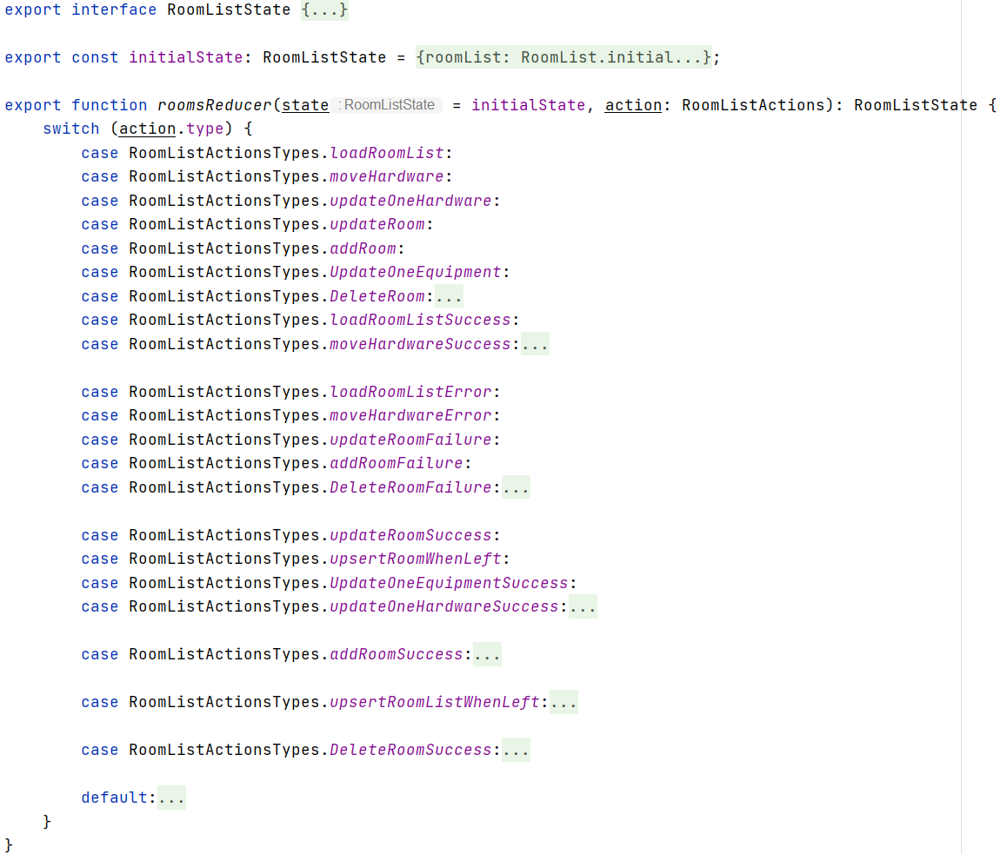 export interface RoomListState {...}
export const initialState: RoomListState = {roomList: RoomList.initial...};
export function roomsReducer(state : RoomListState = initialState, action: RoomListActions): RoomListState {
switch (action.type) {
case RoomListActionsTypes.loadRoomList:
case RoomListActionsTypes.moveHardware:
case RoomListActionsTypes.updateOneHardware:
case RoomListActionsTypes.updateRoom:
case RoomListActionsTypes.addRoom:
case RoomListActionsTypes.UpdateOneEquipment:
case RoomListActionsTypes.DeleteRoom:...
case RoomListActionsTypes.loadRoomListSuccess:
case RoomListActionsTypes.moveHardwareSuccess:...
case RoomListActionsTypes.loadRoomListError:
case RoomListActionsTypes.moveHardwareError:
case RoomListActionsTypes.updateRoomFailure:
case RoomListActionsTypes.addRoomFailure:
case RoomListActionsTypes.DeleteRoomFailure:...
case RoomListActionsTypes.updateRoomSuccess:
case RoomListActionsTypes.upsertRoomWhenLeft:
case RoomListActionsTypes.UpdateOneEquipmentSuccess:
case RoomListActionsTypes.updateOneHardwareSuccess:...
case RoomListActionsTypes.addRoomSuccess:...
case RoomListActionsTypes.upsertRoomListWhenLeft:...
case RoomListActionsTypes.DeleteRoomSuccess:...
default:...
}
}